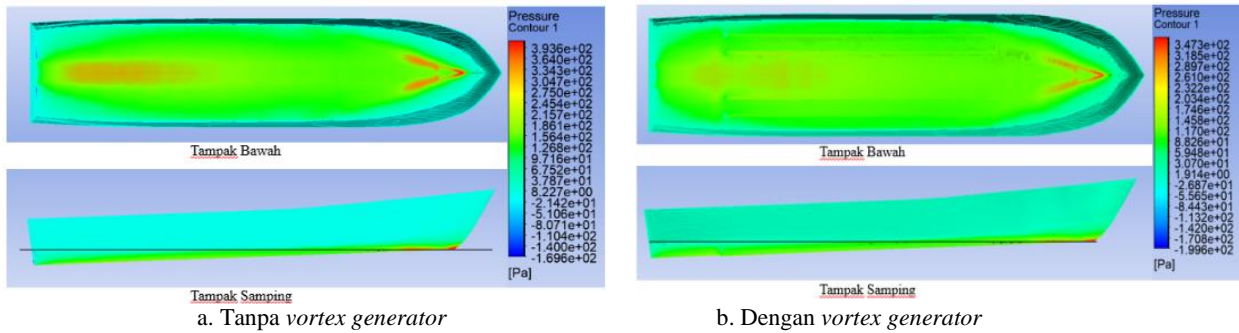 Pressure
Contour 1
3.936e+02
3.640e+02
3.343e+02
3.047e+02
2.750e+02
2.454e+02
2.157e+02
1.861e+02
1.564e+02
1.268e+02
9.716e+01
6.752e+01
3.787e+01
8.227e+00
-2.142e+01
-5.106e+01
-8.071e+01
-1.104e+02
-1.400e+02
-1.696e+02
[Pa]
Tampak Bawah
Tampak Samping
a. Tanpa vortex generator
Pressure
Contour 1
3.473e+02
3.185e+02
2.897e+02
2.610e+02
2.322e+02
2.034e+02
1.746e+02
1.458e+02
1.170e+02
8.826e+01
5.948e+01
3.070e+01
1.914e+00
-2.687e+01
-5.565e+01
-8.443e+01
-1.132e+02
-1.420e+02
-1.708e+02
-1.996e+02
[Pa]
Tampak Bawah
Tampak Samping
b. Dengan vortex generator